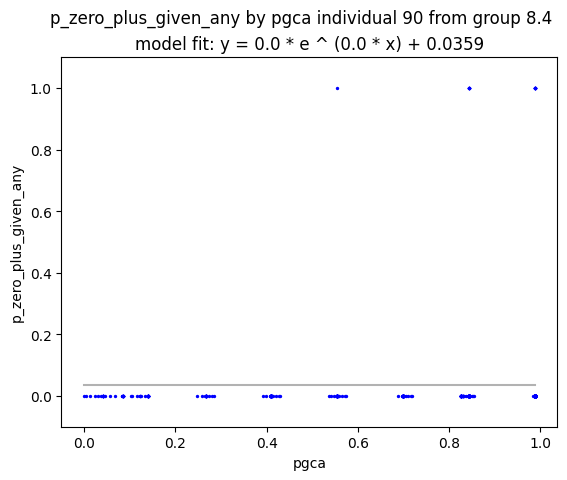 p_zero_plus_given_any by pgca individual 90 from group 8.4
model fit: y = 0.0 * e ^ (0.0 * x) + 0.0359
1.0
0.8
0.6
0.4
0.2
0.0
p_zero_plus_given_any
0.0 0.2 0.4 0.6 0.8 1.0
pgca